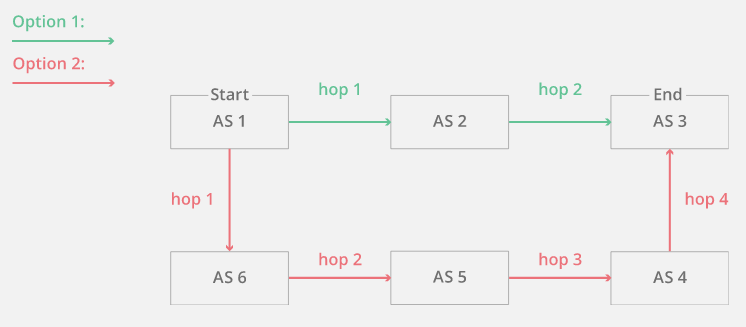 Option 1:
Option 2:
Start
AS 1
hop 1
AS 2
hop 2
End
AS 3
hop 1
hop 4
AS 6
hop 2
AS 5
hop 3
AS 4